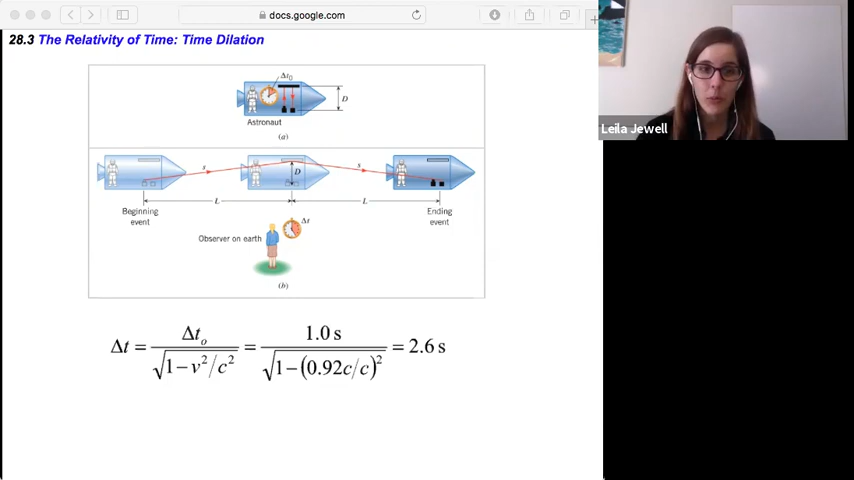 docs.google.com
28.3 The Relativity of Time: Time Dilation
Δt₀
D
Astronaut
(a)
s
D
s
L
L
Beginning event
Ending event
Δt
Observer on earth
(b)
Δt = Δtₒ / √(1 − v²/c²) = 1.0 s / √(1 − (0.92c/c)²) = 2.6 s
Leila Jewell